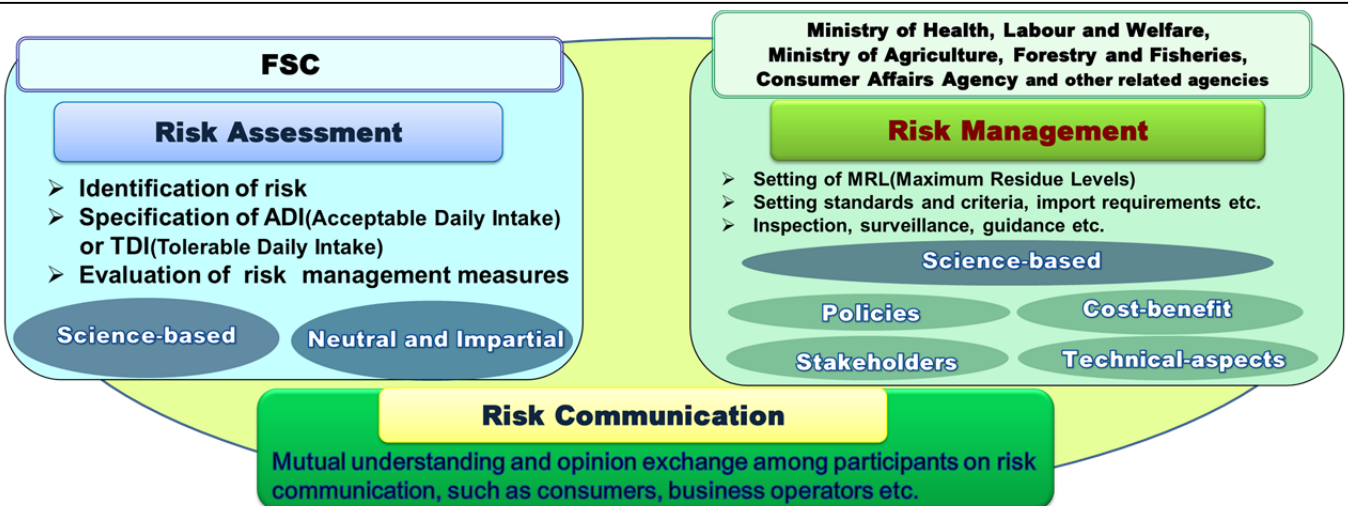 FSC
Risk Assessment
➢ Identification of risk
➢ Specification of ADI(Acceptable Daily Intake)
or TDI(Tolerable Daily Intake)
➢ Evaluation of risk management measures
Science-based
Neutral and Impartial
Ministry of Health, Labour and Welfare,
Ministry of Agriculture, Forestry and Fisheries,
Consumer Affairs Agency and other related agencies
Risk Management
➢ Setting of MRL(Maximum Residue Levels)
➢ Setting standards and criteria, import requirements etc.
➢ Inspection, surveillance, guidance etc.
Science-based
Policies
Cost-benefit
Stakeholders
Technical-aspects
Risk Communication
Mutual understanding and opinion exchange among participants on risk
communication, such as consumers, business operators etc.